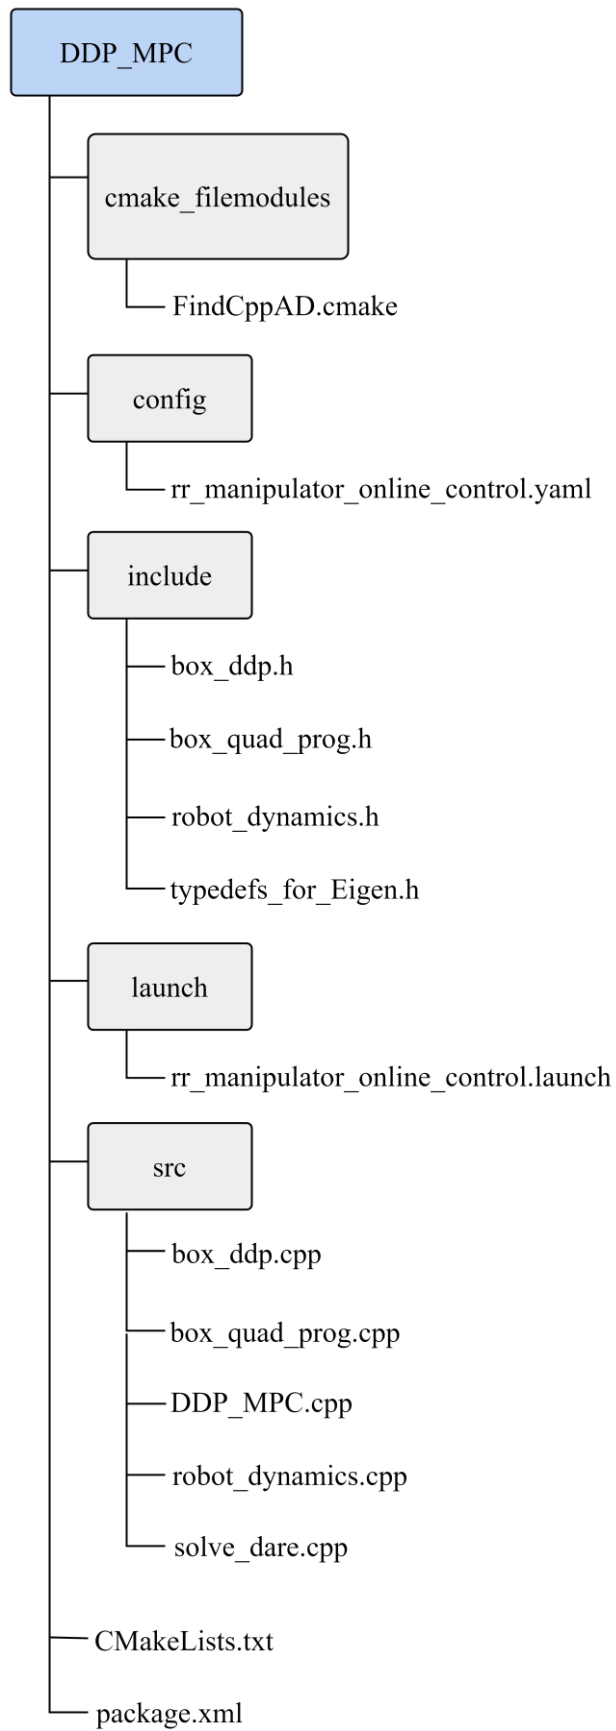 DDP_MPC
cmake_filemodules
FindCppAD.cmake
config
rr_manipulator_online_control.yaml
include
box_ddp.h
box_quad_prog.h
robot_dynamics.h
typedefs_for_Eigen.h
launch
rr_manipulator_online_control.launch
src
box_ddp.cpp
box_quad_prog.cpp
DDP_MPC.cpp
robot_dynamics.cpp
solve_dare.cpp
CMakeLists.txt
package.xml